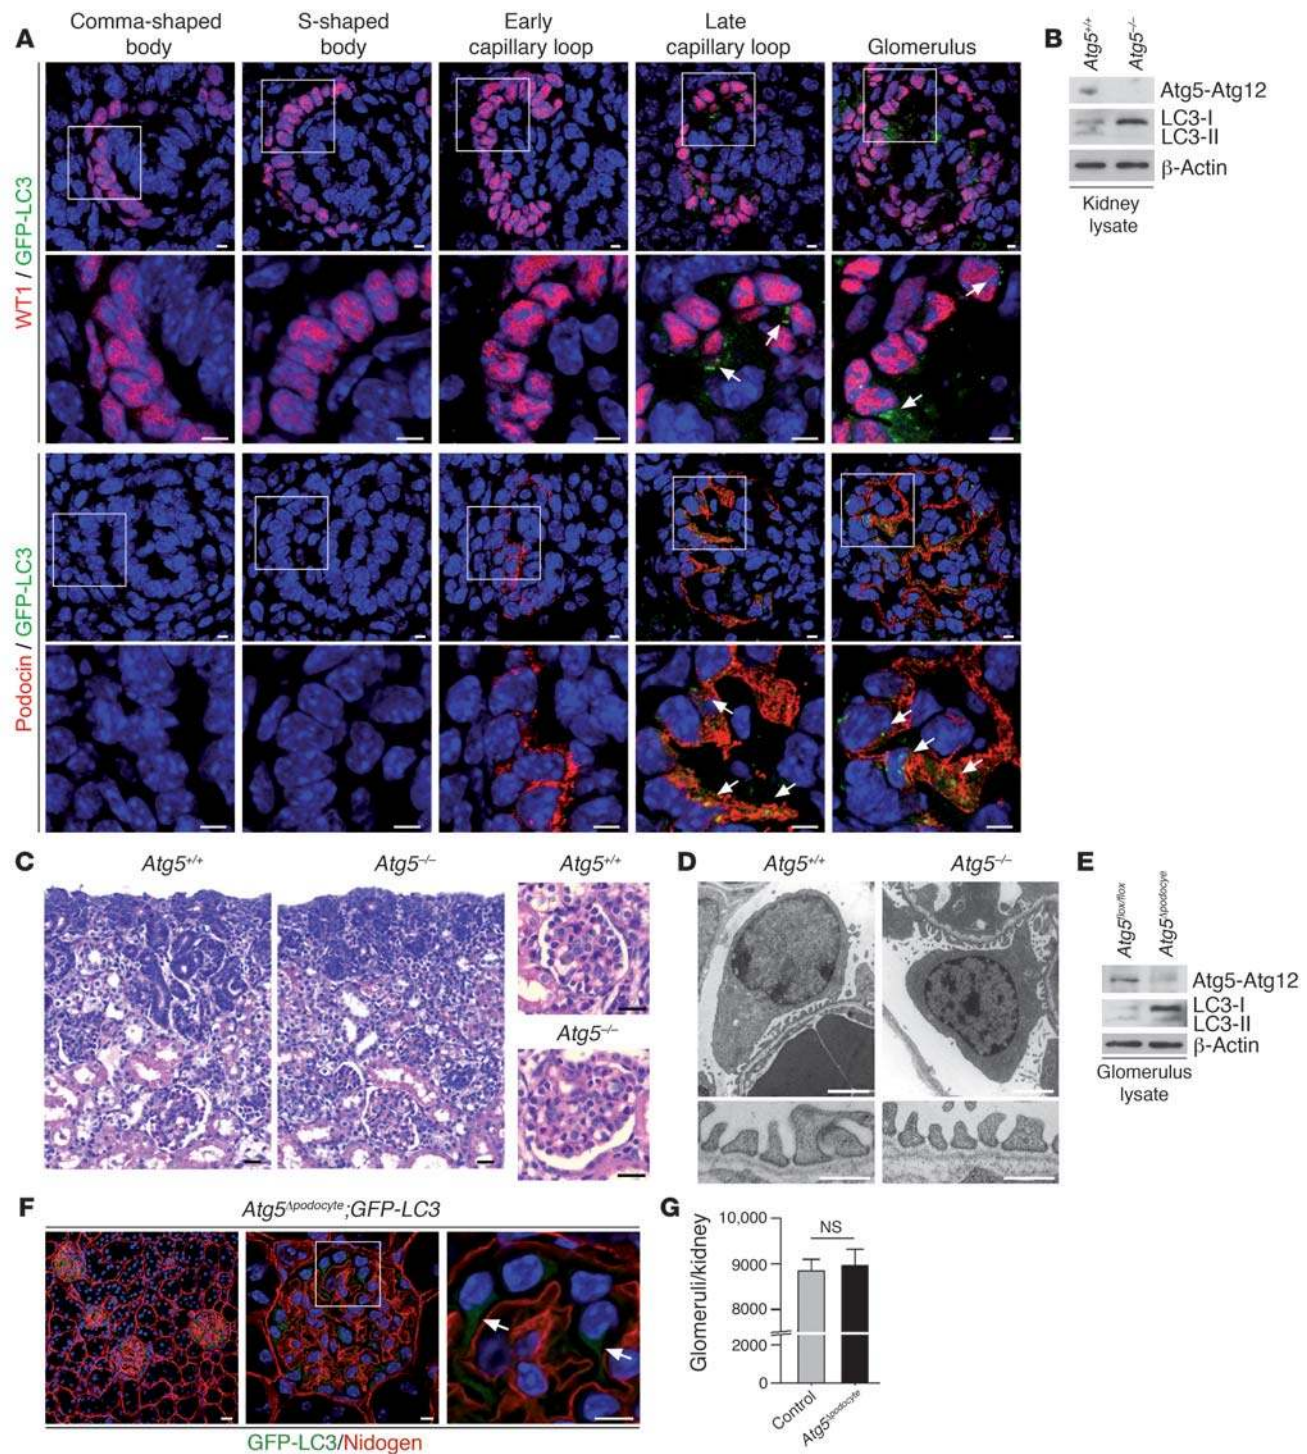 A
Comma-shaped
body
S-shaped
body
Early
capillary loop
Late
capillary loop
Glomerulus
WT1 / GFP-LC3
Podocin / GFP-LC3
B
Atg5+/+
Atg5–/–
Atg5-Atg12
LC3-I
LC3-II
β-Actin
Kidney
lysate
C
Atg5+/+
Atg5–/–
Atg5+/+
Atg5–/–
D
Atg5+/+
Atg5–/–
E
Atg5flox/flox
Atg5Δpodocye
Atg5-Atg12
LC3-I
LC3-II
β-Actin
Glomerulus
lysate
F
Atg5Δpodocyte;GFP-LC3
GFP-LC3/Nidogen
G
Glomeruli/kidney
10,000
9000
8000
2000
0
NS
Control
Atg5Δpodocyte